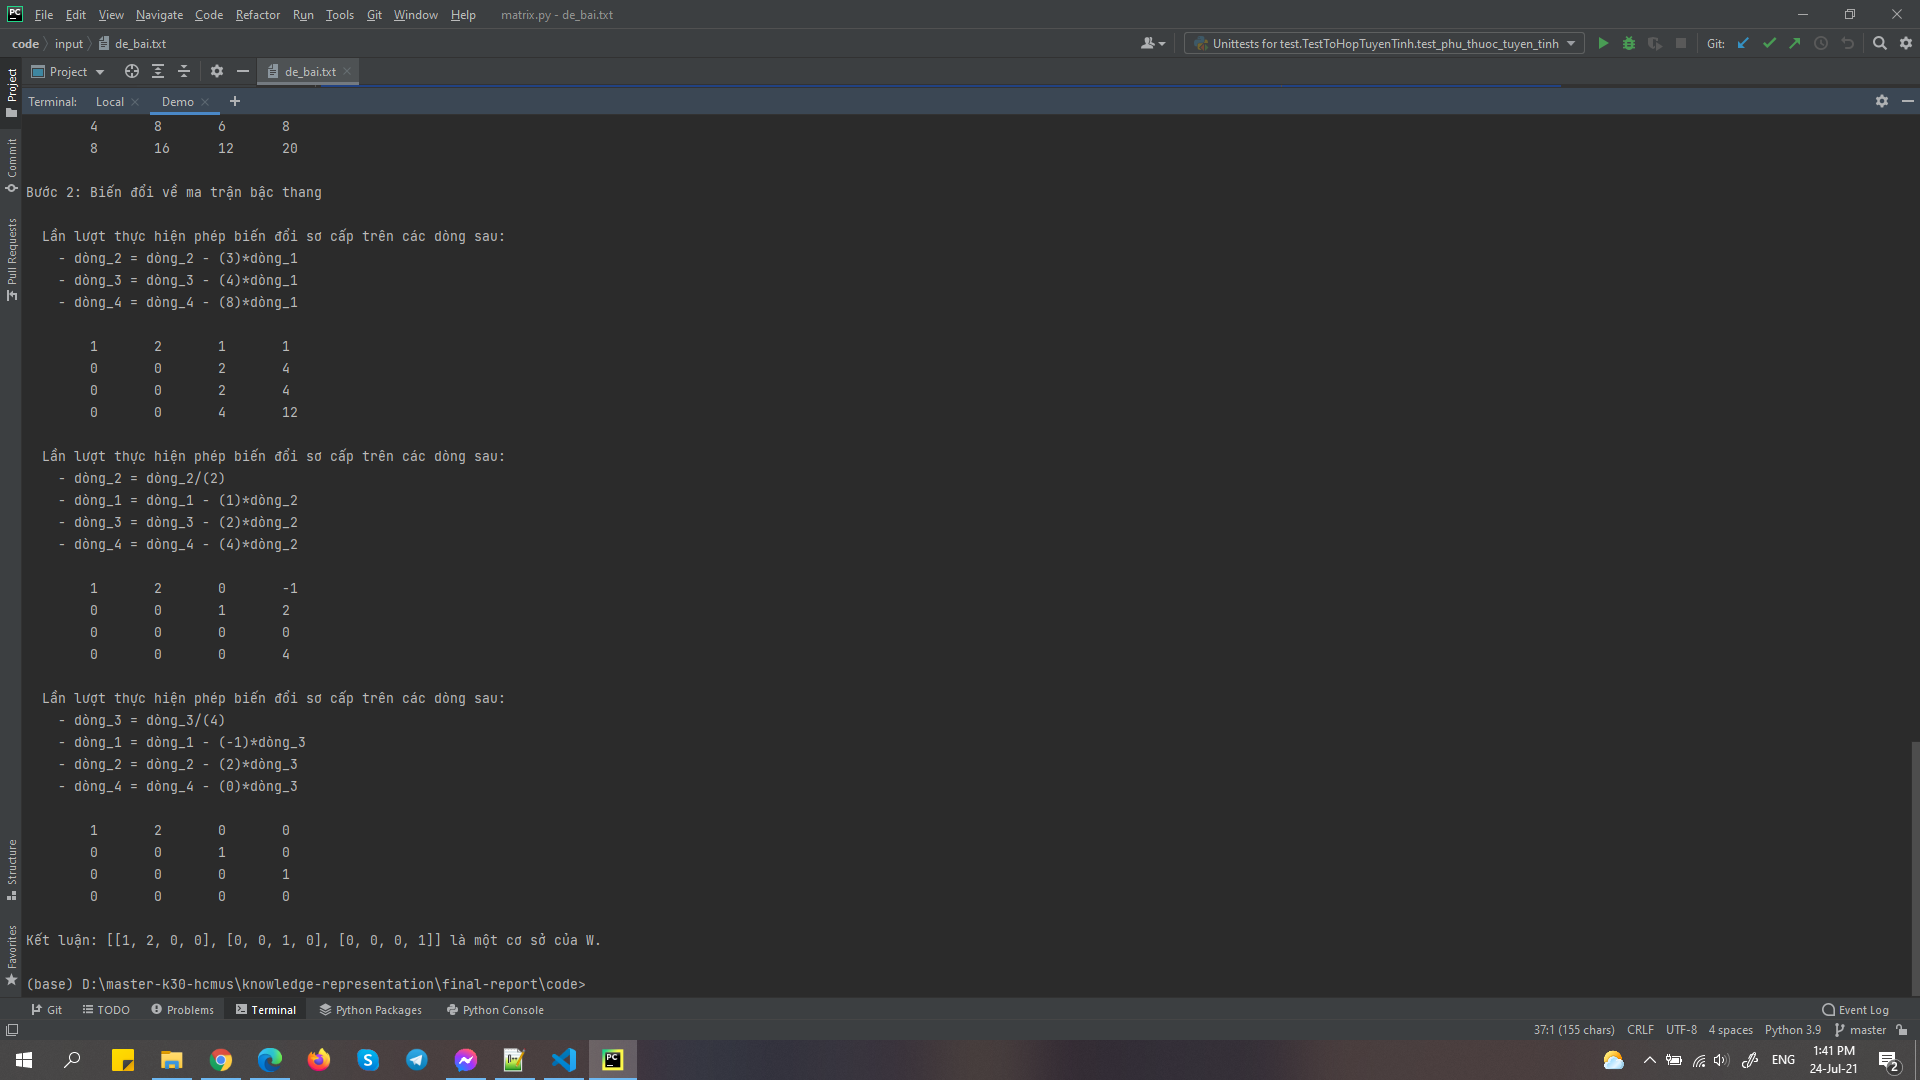 PC File Edit View Navigate Code Refactor Run Tools Git Window Help matrix.py - de_bai.txt
code input de_bai.txt Unittests for test.TestToHopTuyenTinh.test_phu_thuoc_tuyen_tinh Git:
Project de_bai.txt
Terminal: Local Demo +
Project
Commit
Pull Requests
Structure
Favorites
4 8 6 8
8 16 12 20
Bước 2: Biến đổi về ma trận bậc thang
Lần lượt thực hiện phép biến đổi sơ cấp trên các dòng sau:
- dòng_2 = dòng_2 - (3)*dòng_1
- dòng_3 = dòng_3 - (4)*dòng_1
- dòng_4 = dòng_4 - (8)*dòng_1
1 2 1 1
0 0 2 4
0 0 2 4
0 0 4 12
Lần lượt thực hiện phép biến đổi sơ cấp trên các dòng sau:
- dòng_2 = dòng_2/(2)
- dòng_1 = dòng_1 - (1)*dòng_2
- dòng_3 = dòng_3 - (2)*dòng_2
- dòng_4 = dòng_4 - (4)*dòng_2
1 2 0 -1
0 0 1 2
0 0 0 0
0 0 0 4
Lần lượt thực hiện phép biến đổi sơ cấp trên các dòng sau:
- dòng_3 = dòng_3/(4)
- dòng_1 = dòng_1 - (-1)*dòng_3
- dòng_2 = dòng_2 - (2)*dòng_3
- dòng_4 = dòng_4 - (0)*dòng_3
1 2 0 0
0 0 1 0
0 0 0 1
0 0 0 0
Kết luận: [[1, 2, 0, 0], [0, 0, 1, 0], [0, 0, 0, 1]] là một cơ sở của W.
(base) D:\master-k30-hcmus\knowledge-representation\final-report\code>
Git TODO Problems Terminal Python Packages Python Console Event Log
37:1 (155 chars) CRLF UTF-8 4 spaces Python 3.9 master
PC ENG 1:41 PM
24-Jul-21 2